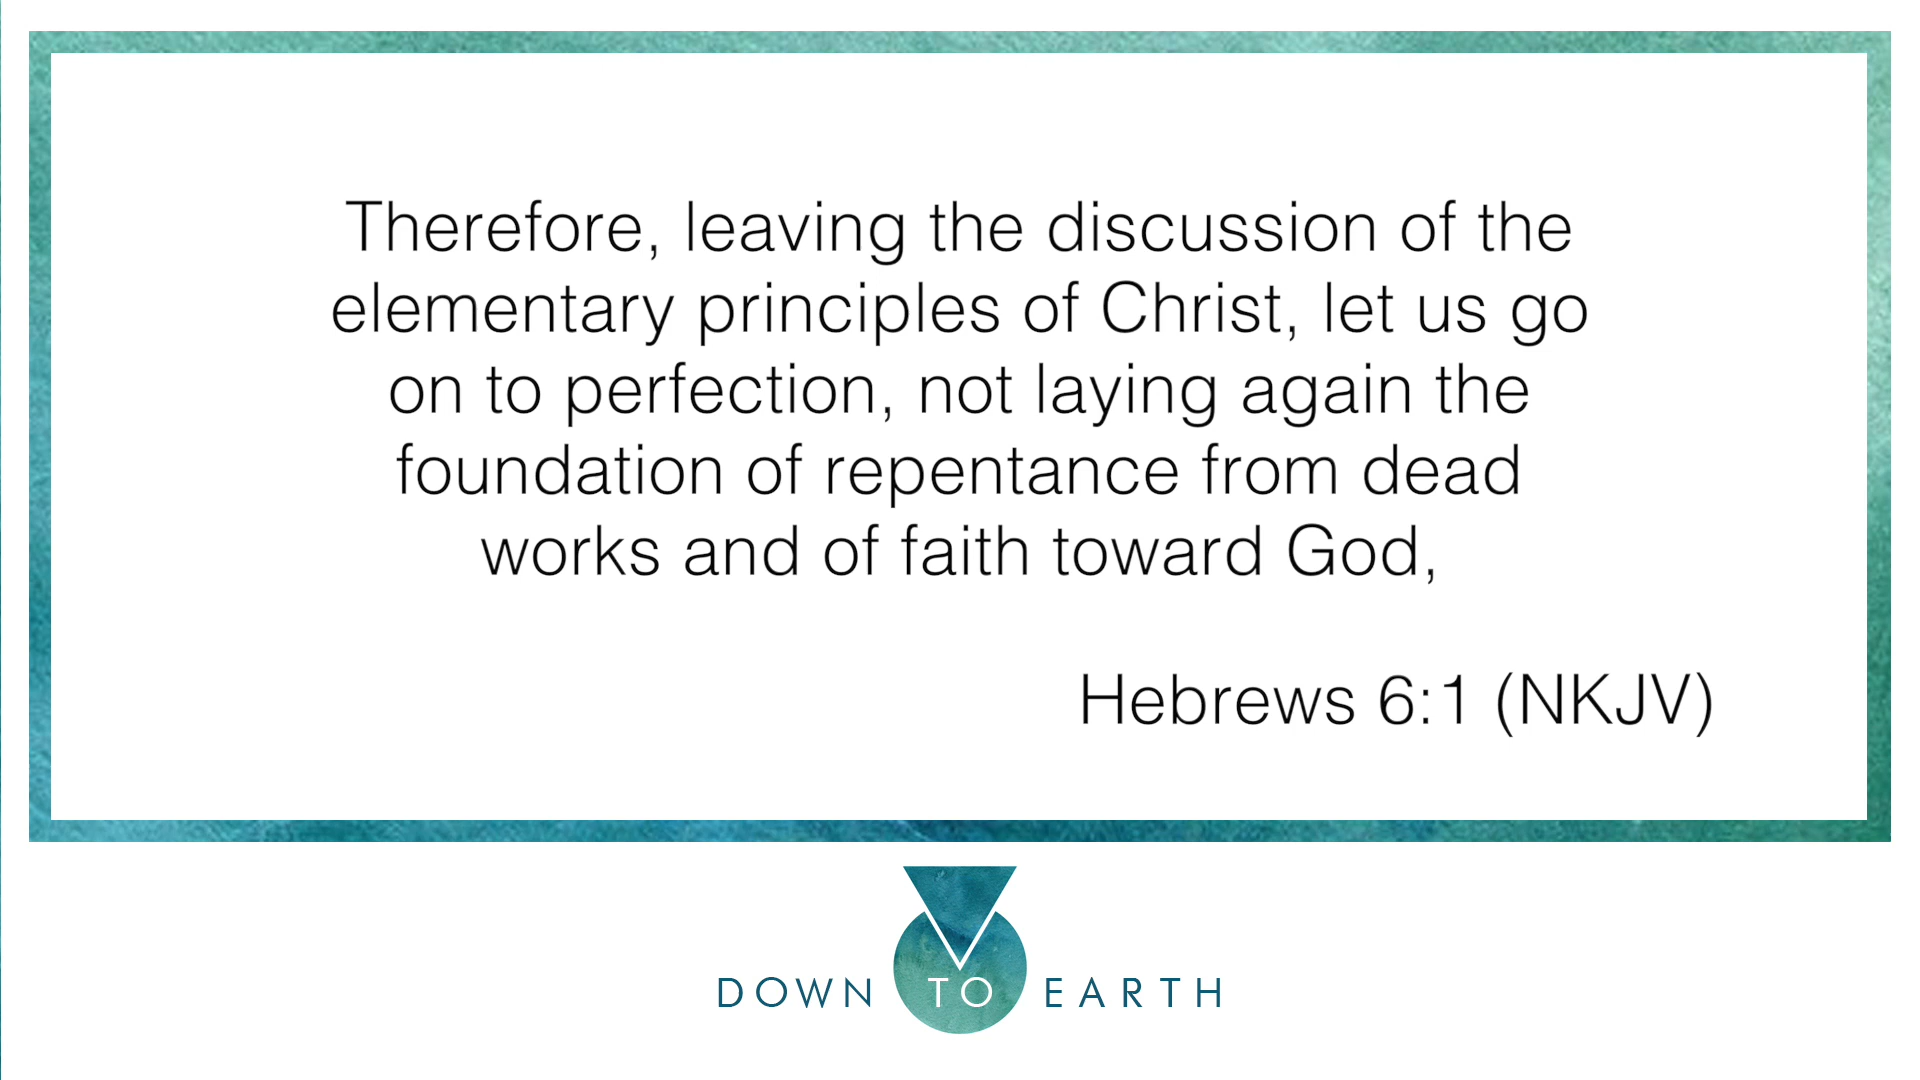 Therefore, leaving the discussion of the
elementary principles of Christ, let us go
on to perfection, not laying again the
foundation of repentance from dead
works and of faith toward God,
Hebrews 6:1 (NKJV)
DOWN TO EARTH